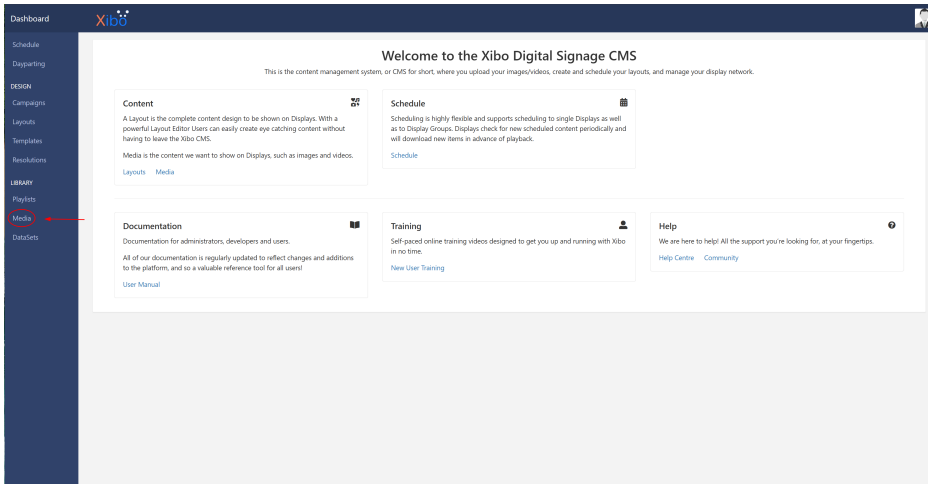 Dashboard
Xibo
Schedule
Dayparting
DESIGN
Campaigns
Layouts
Templates
Resolutions
LIBRARY
Playlists
Media
DataSets
Welcome to the Xibo Digital Signage CMS
This is the content management system, or CMS for short, where you upload your images/videos, create and schedule your layouts, and manage your display network.
Content
A Layout is the complete content design to be shown on Displays. With a
powerful Layout Editor Users can easily create eye catching content without
having to leave the Xibo CMS.
Media is the content we want to show on Displays, such as images and videos.
Layouts Media
Schedule
Scheduling is highly flexible and supports scheduling to single Displays as well
as to Display Groups. Displays check for new scheduled content periodically and
will download new items in advance of playback.
Schedule
Documentation
Documentation for administrators, developers and users.
All of our documentation is regularly updated to reflect changes and additions
to the platform, and so a valuable reference tool for all users!
User Manual
Training
Self-paced online training videos designed to get you up and running with Xibo
in no time.
New User Training
Help
We are here to help! All the support you're looking for, at your fingertips.
Help Centre Community